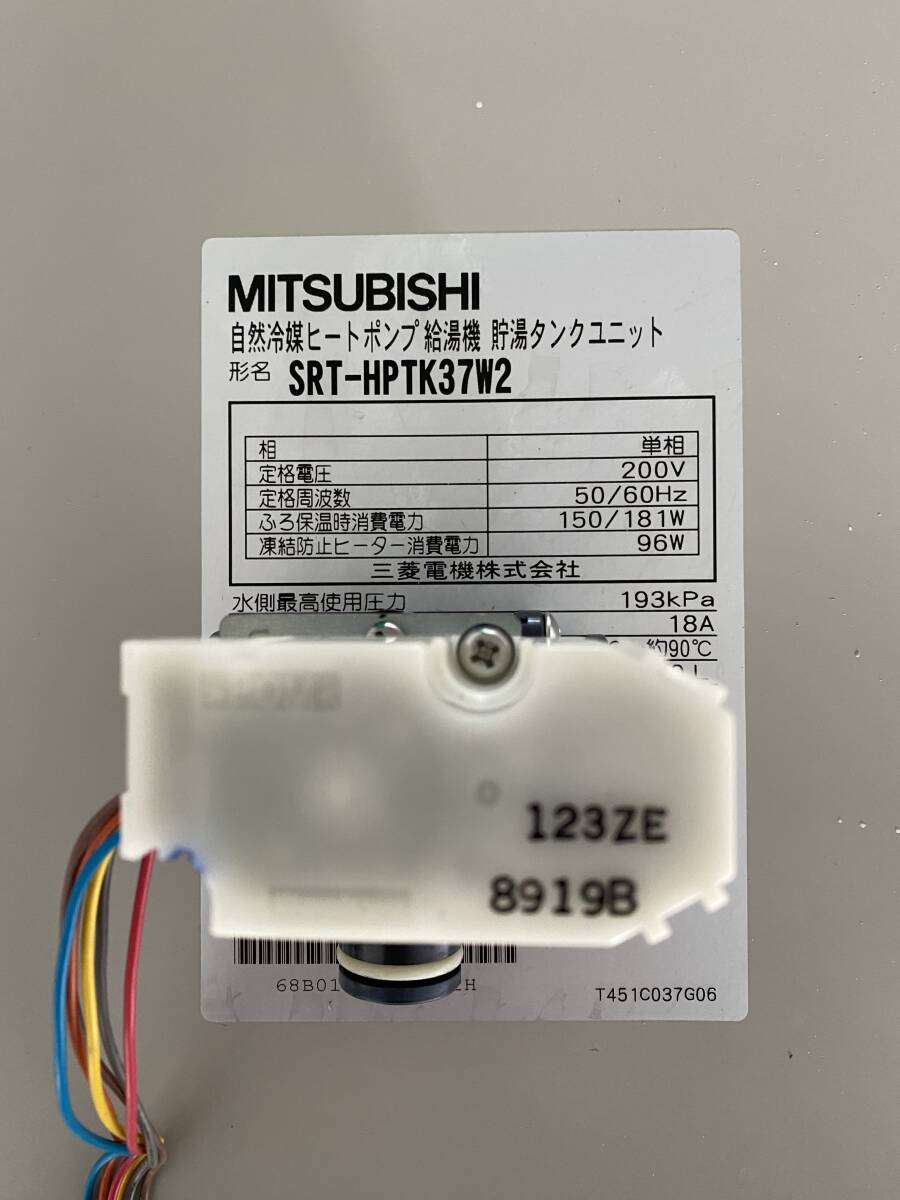 MITSUBISHI
自然冷媒ヒートポンプ給湯機 貯湯タンクユニット
形名 SRT-HPTK37W2
相 単相
定格電圧 200V
定格周波数 50/60Hz
ふろ保温時消費電力 150/181W
凍結防止ヒーター消費電力 96W
三菱電機株式会社
水側最高使用圧力 193kPa
18A
約90℃
123ZE
8919B
68B01
T451C037G06